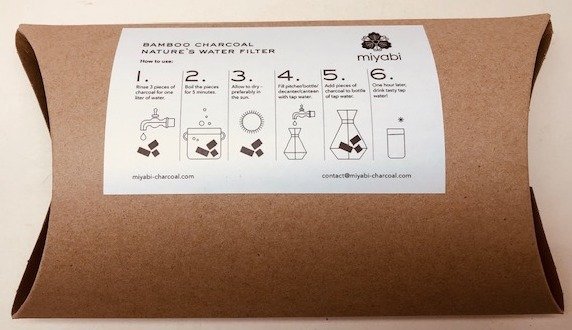 BAMBOO CHARCOAL
NATURE'S WATER FILTER
How to use:
miyabi
1.
Rinse 3 pieces of
charcoal for one
liter of water.
2.
Boil the pieces
for 5 minutes.
3.
Allow to dry -
preferably in
the sun.
4.
Fill pitcher/bottle/
decanter/canteen
with tap water.
5.
Add pieces of
charcoal to bottle
of tap water.
6.
One hour later,
drink tasty tap
water!
miyabi-charcoal.com
contact@miyabi-charcoal.com